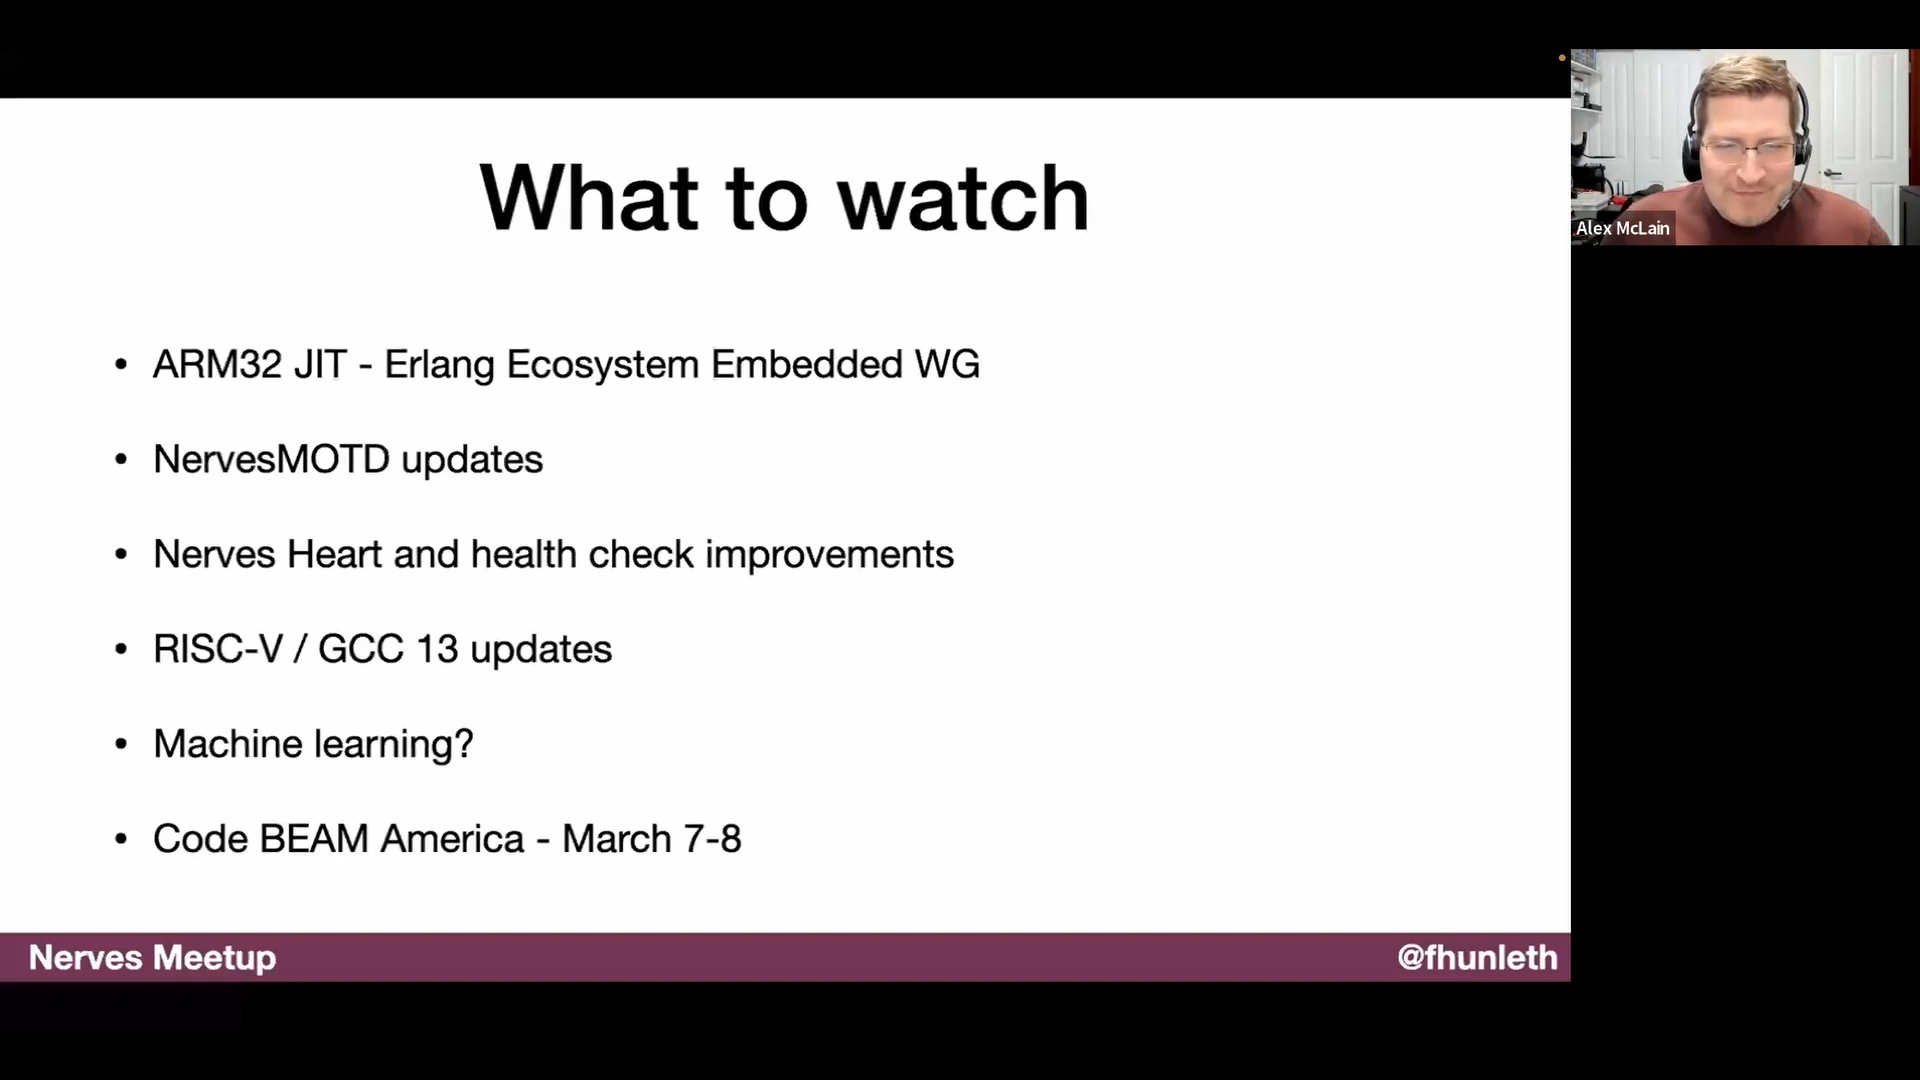 What to watch
• ARM32 JIT - Erlang Ecosystem Embedded WG
• NervesMOTD updates
• Nerves Heart and health check improvements
• RISC-V / GCC 13 updates
• Machine learning?
• Code BEAM America - March 7-8
Nerves Meetup
@fhunleth
Alex McLain